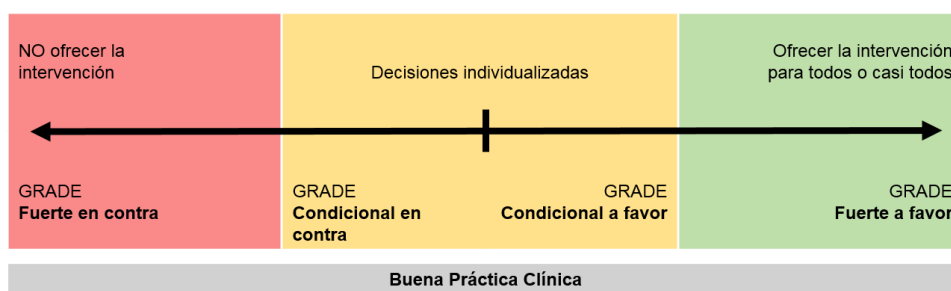 NO ofrecer la
intervención
Decisiones individualizadas
Ofrecer la intervención
para todos o casi todos
GRADE
Fuerte en contra
GRADE
Condicional en
contra
GRADE
Condicional a favor
GRADE
Fuerte a favor
Buena Práctica Clínica